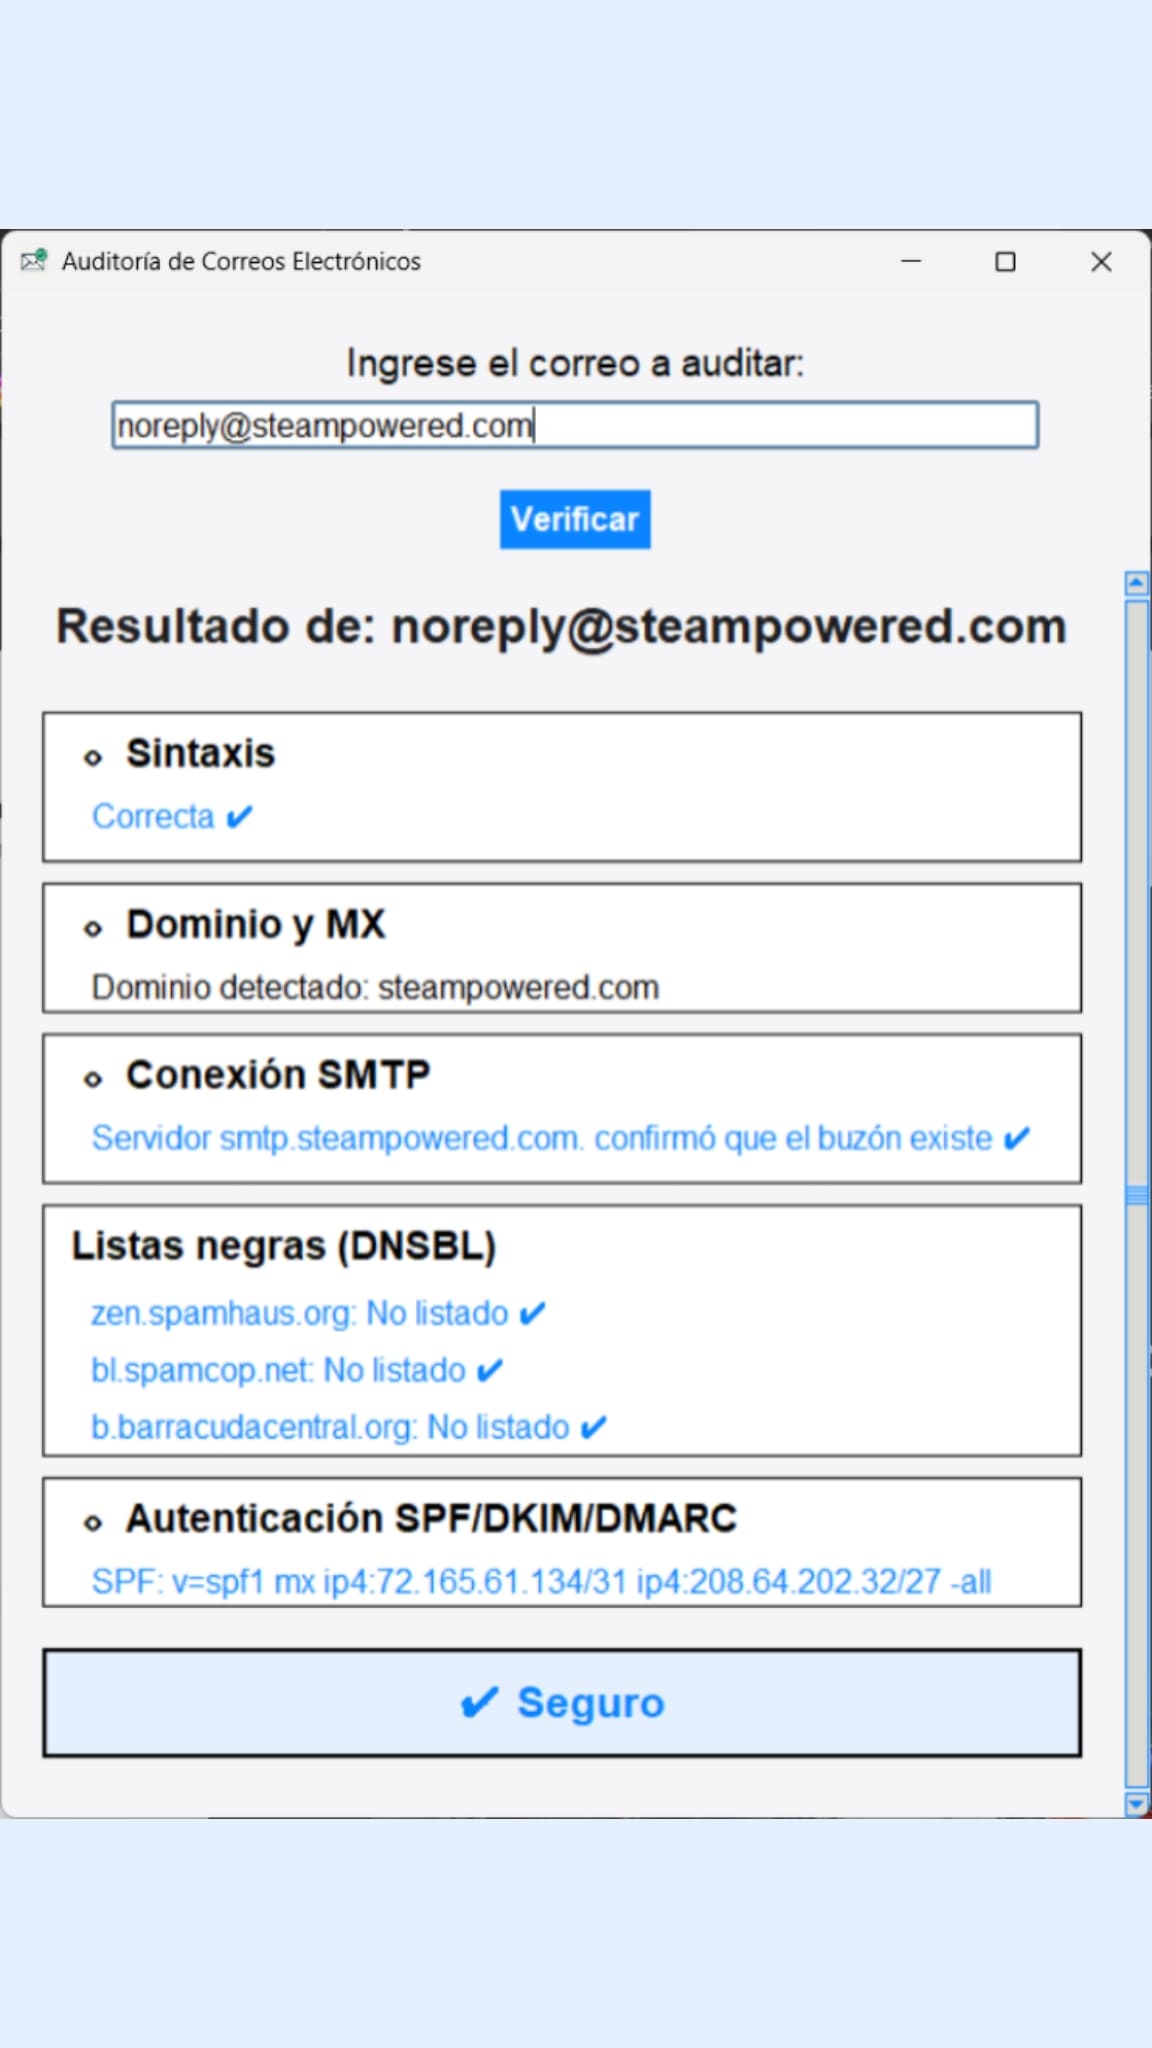 Auditoría de Correos Electrónicos
Ingrese el correo a auditar:
noreply@steampowered.com
Verificar
Resultado de: noreply@steampowered.com
Sintaxis
Correcta ✔
Dominio y MX
Dominio detectado: steampowered.com
Conexión SMTP
Servidor smtp.steampowered.com. confirmó que el buzón existe ✔
Listas negras (DNSBL)
zen.spamhaus.org: No listado ✔
bl.spamcop.net: No listado ✔
b.barracudacentral.org: No listado ✔
Autenticación SPF/DKIM/DMARC
SPF: v=spf1 mx ip4:72.165.61.134/31 ip4:208.64.202.32/27 -all
✔ Seguro